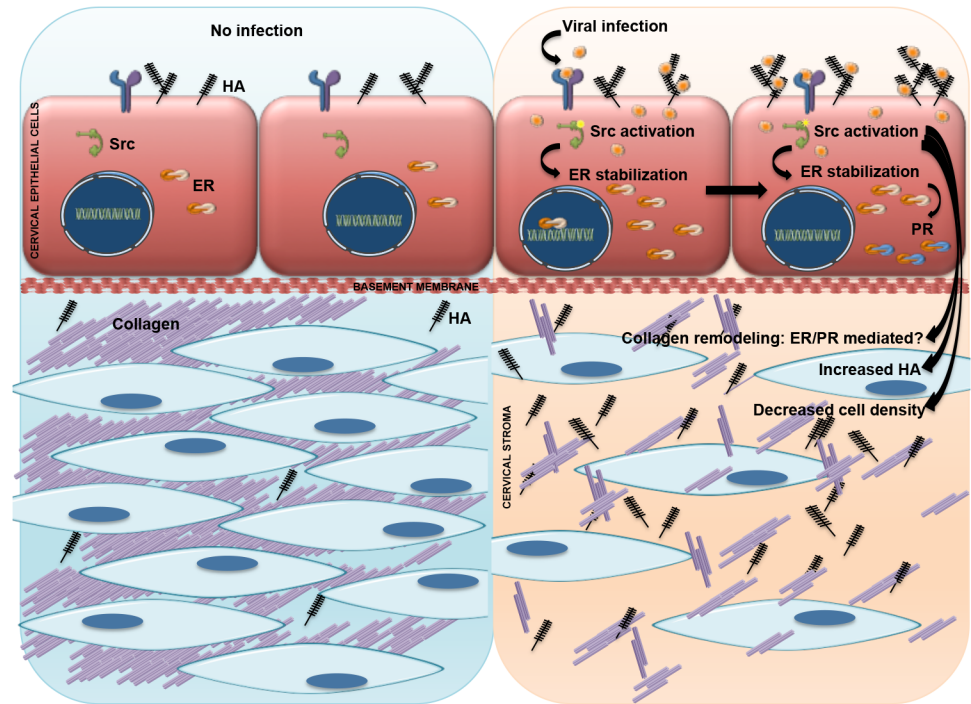 No infection
HA
Src
ER
CERVICAL EPITHELIAL CELLS
BASEMENT MEMBRANE
Collagen
HA
Viral infection
Src activation
ER stabilization
Src activation
ER stabilization
PR
Collagen remodeling: ER/PR mediated?
Increased HA
Decreased cell density
CERVICAL STROMA